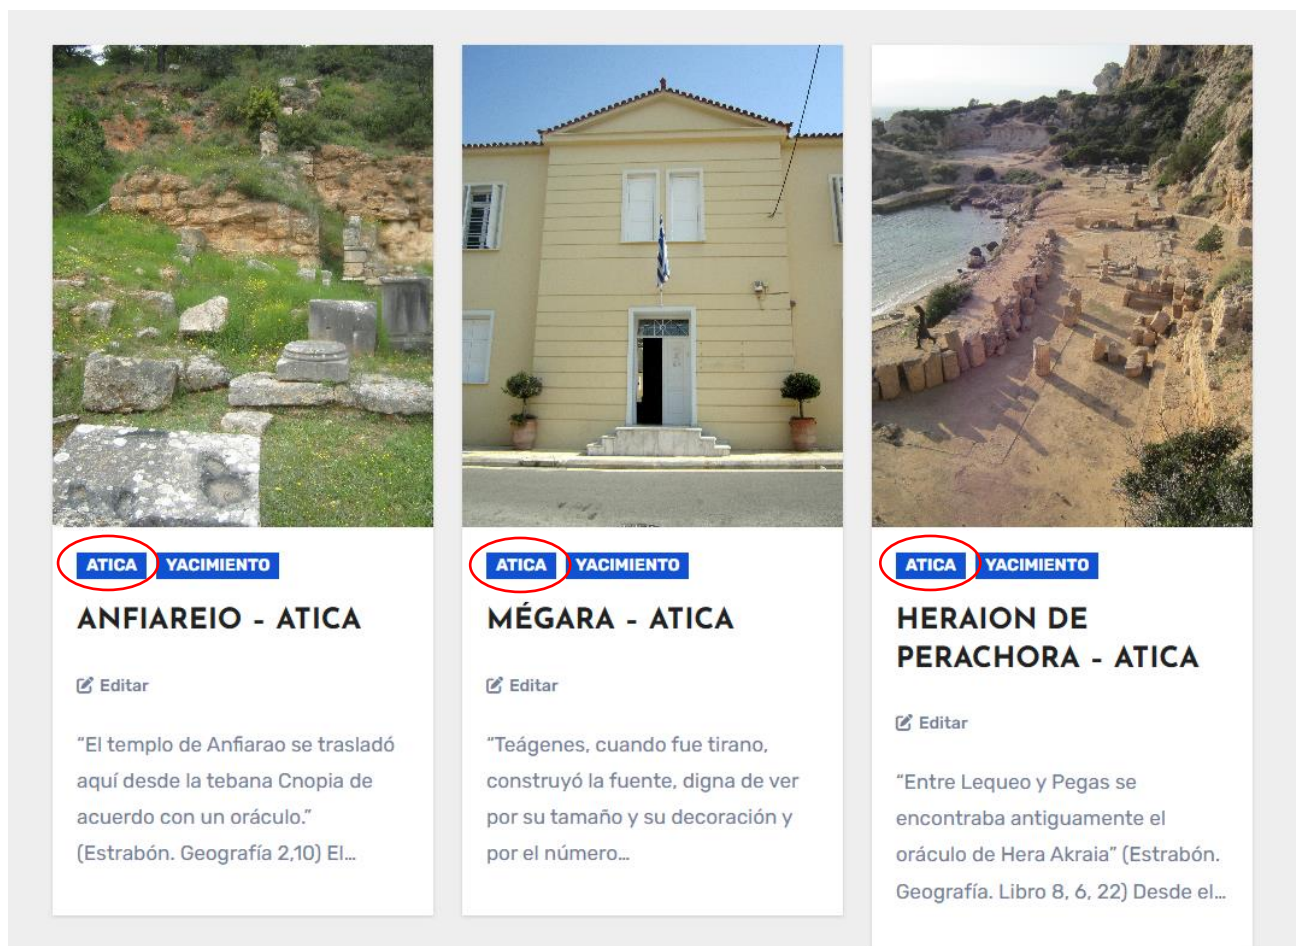 ATICA YACIMIENTO
ANFIAREIO - ATICA
Editar
“El templo de Anfiarao se trasladó
aquí desde la tebana Cnopia de
acuerdo con un oráculo.”
(Estrabón. Geografía 2,10) El...
ATICA YACIMIENTO
MÉGARA - ATICA
Editar
“Teágenes, cuando fue tirano,
construyó la fuente, digna de ver
por su tamaño y su decoración y
por el número...
ATICA YACIMIENTO
HERAION DE
PERACHORA - ATICA
Editar
“Entre Lequeo y Pegas se
encontraba antiguamente el
oráculo de Hera Akraia” (Estrabón.
Geografía. Libro 8, 6, 22) Desde el...